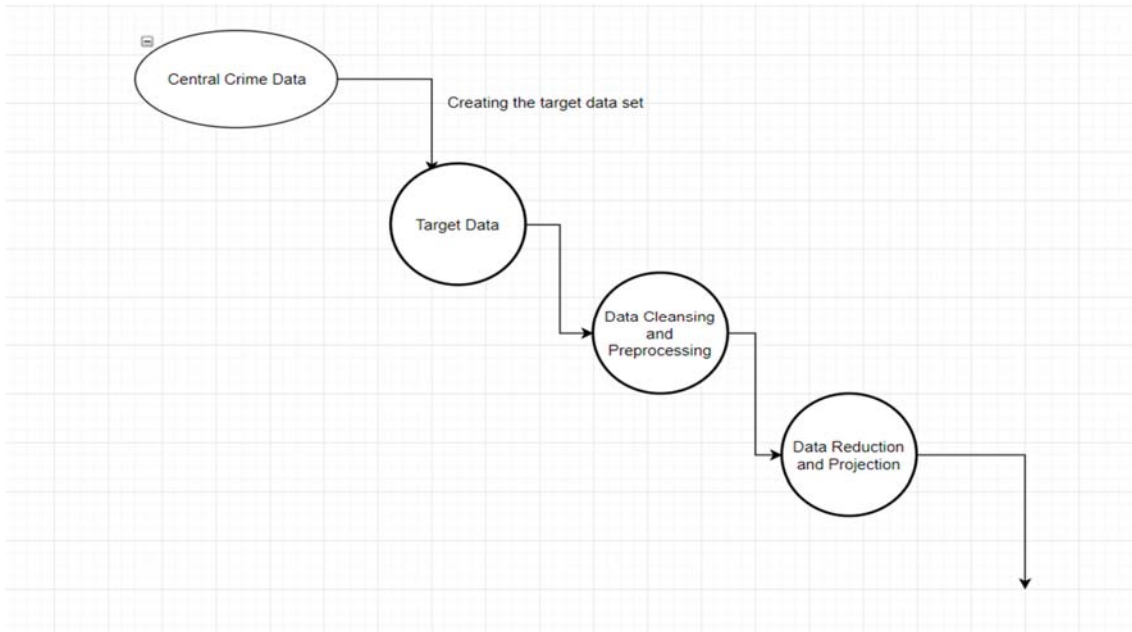 Central Crime Data
Creating the target data set
Target Data
Data Cleansing
and
Preprocessing
Data Reduction
and Projection